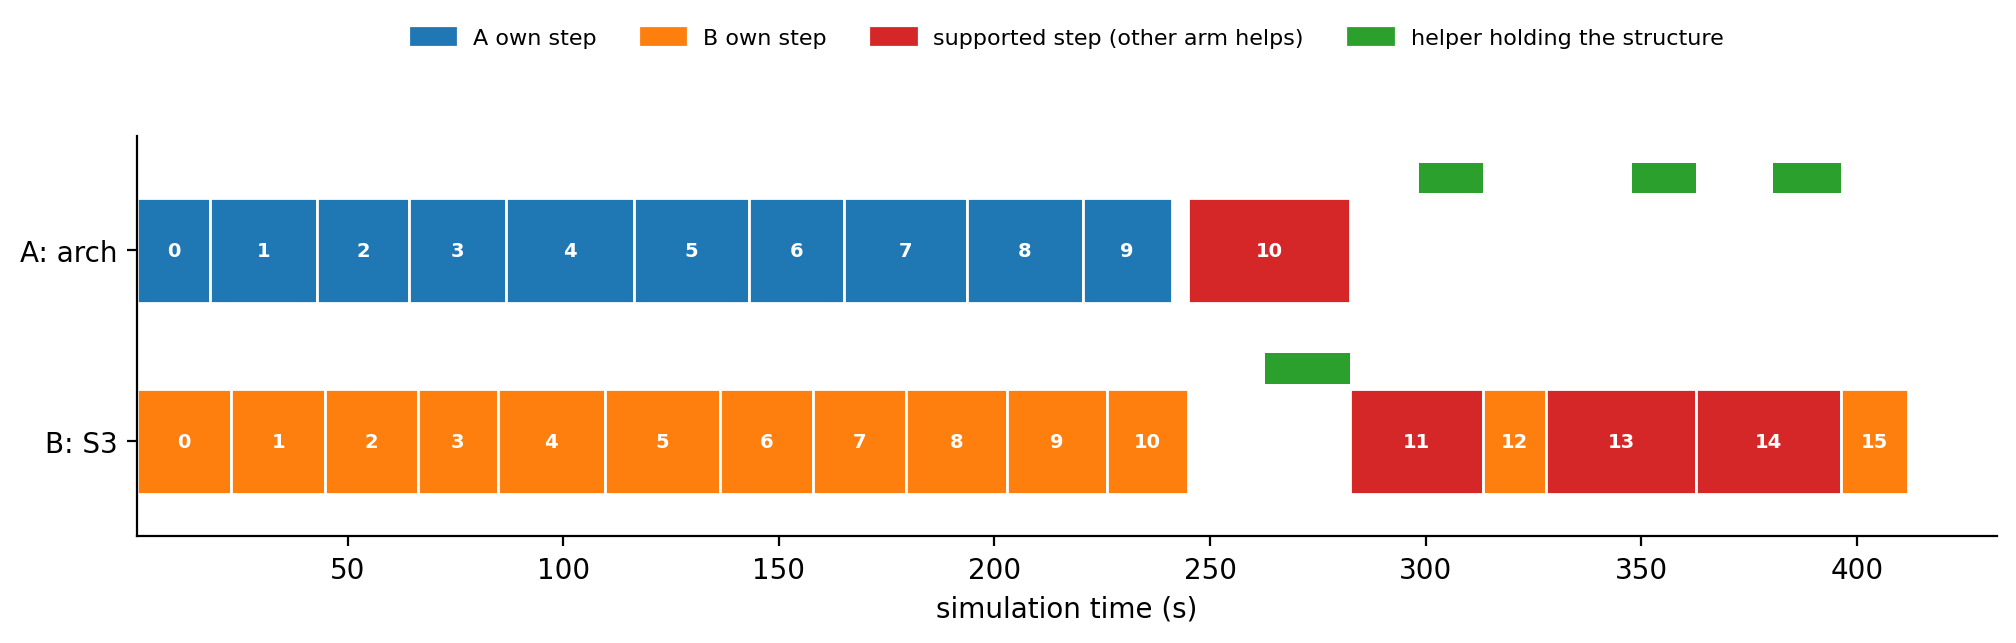 A own step B own step supported step (other arm helps) helper holding the structure
A: arch 0 1 2 3 4 5 6 7 8 9 10
B: S3 0 1 2 3 4 5 6 7 8 9 10 11 12 13 14 15
50 100 150 200 250 300 350 400
simulation time (s)